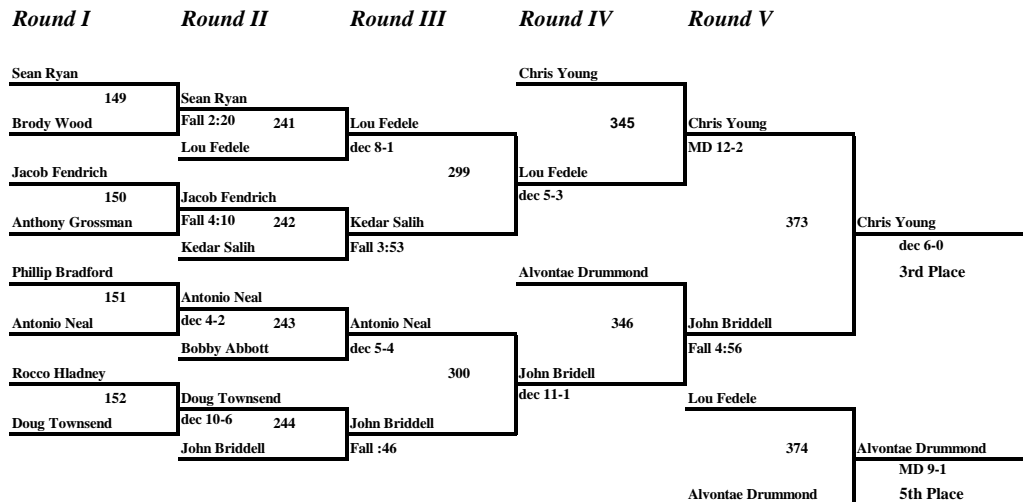 Round I Round II Round III Round IV Round V
Sean Ryan Chris Young
149 Sean Ryan
Fall 2:20 241 Lou Fedele 345 Chris Young
Brody Wood
Lou Fedele dec 8-1 MD 12-2
Jacob Fendrich 299 Lou Fedele
150 Jacob Fendrich dec 5-3
Anthony Grossman Fall 4:10 242 Kedar Salih 373 Chris Young
Kedar Salih Fall 3:53 dec 6-0
Phillip Bradford Alvontae Drummond 3rd Place
151 Antonio Neal
Antonio Neal dec 4-2 243 Antonio Neal 346 John Briddell
Bobby Abbott dec 5-4 Fall 4:56
Rocco Hladney 300 John Bridell
152 Doug Townsend dec 11-1 Lou Fedele
Doug Townsend dec 10-6 244 John Briddell
John Briddell Fall :46 374 Alvontae Drummond
MD 9-1
Alvontae Drummond 5th Place